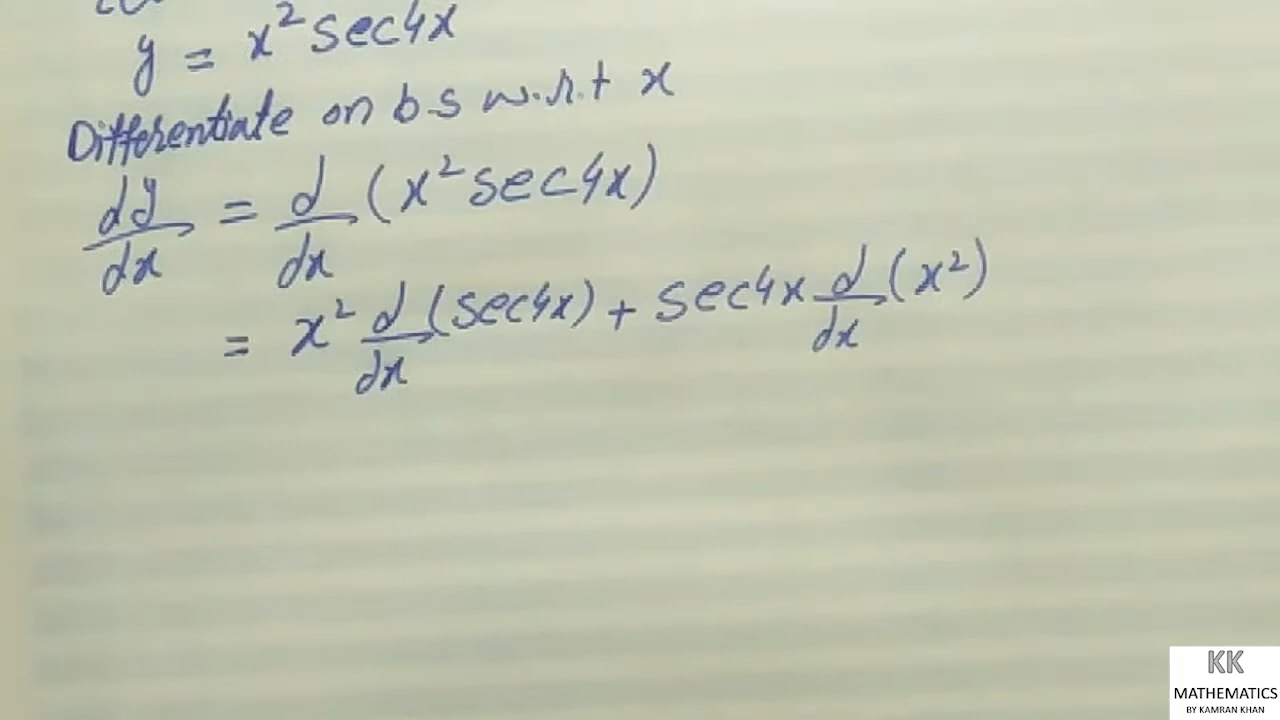 y = x² sec4x
Differentiate on b.s w.r.t x
dy/dx = d/dx (x² sec4x)
= x² d/dx (sec4x) + sec4x d/dx (x²)
KK
MATHEMATICS
BY KAMRAN KHAN